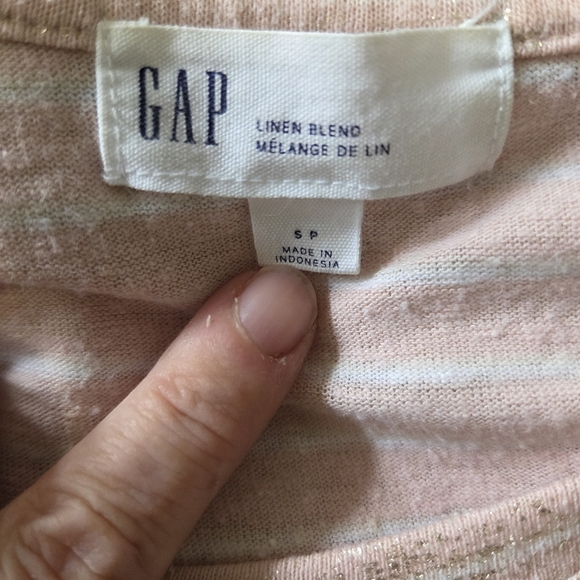 GAP
LINEN BLEND
MÉLANGE DE LIN
S P
MADE IN
INDONESIA